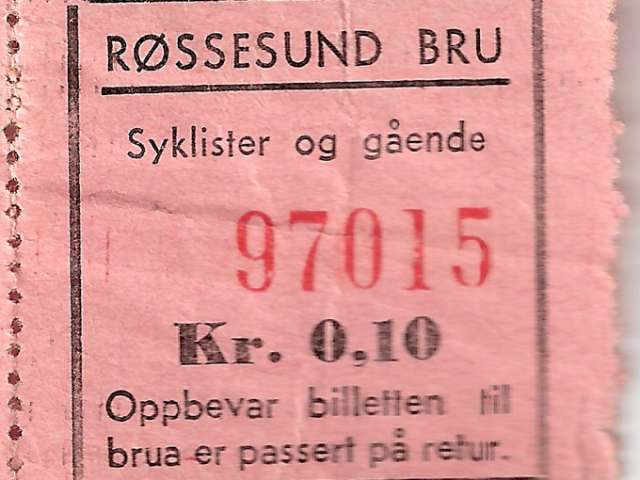 RØSSESUND BRU
Syklister og gående
97015
Kr. 0,10
Oppbevar billetten til
brua er passert på retur.